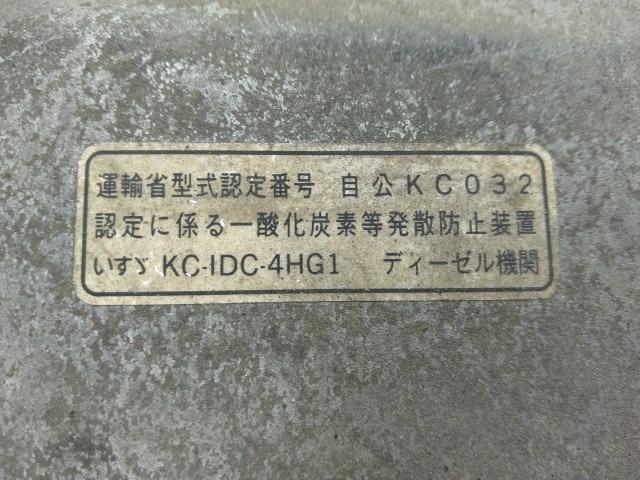 運輸省型式認定番号 自公KC032
認定に係る一酸化炭素等発散防止装置
いすゞ KC-IDC-4HG1 ディーゼル機関